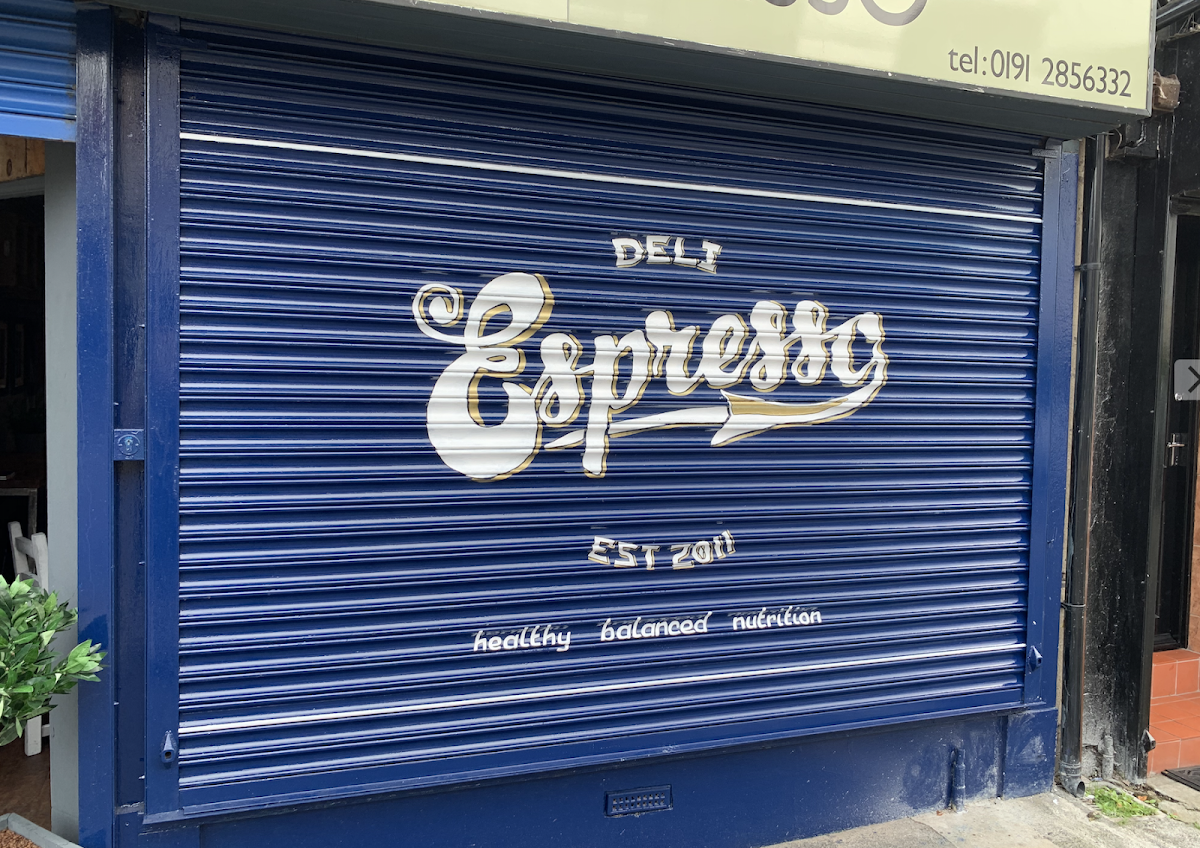 tel: 0191 2856332
DELI
Espresso
EST 2011
healthy balanced nutrition